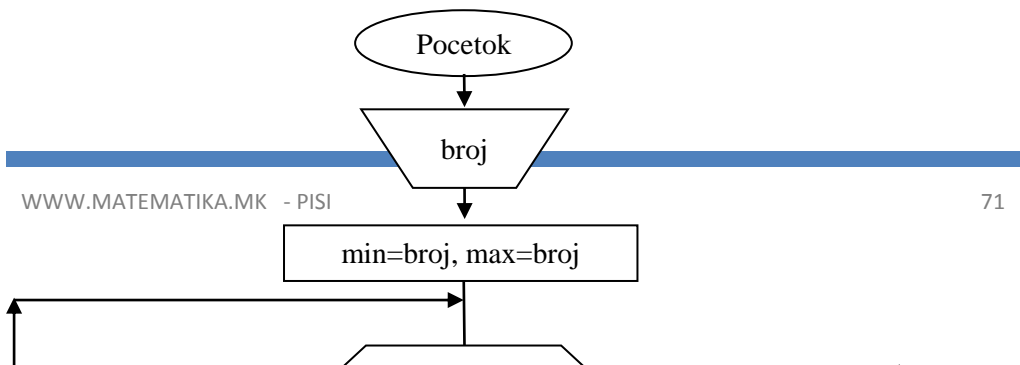 Pocetok
broj
WWW.MATEMATIKA.MK - PISI 71
min=broj, max=broj